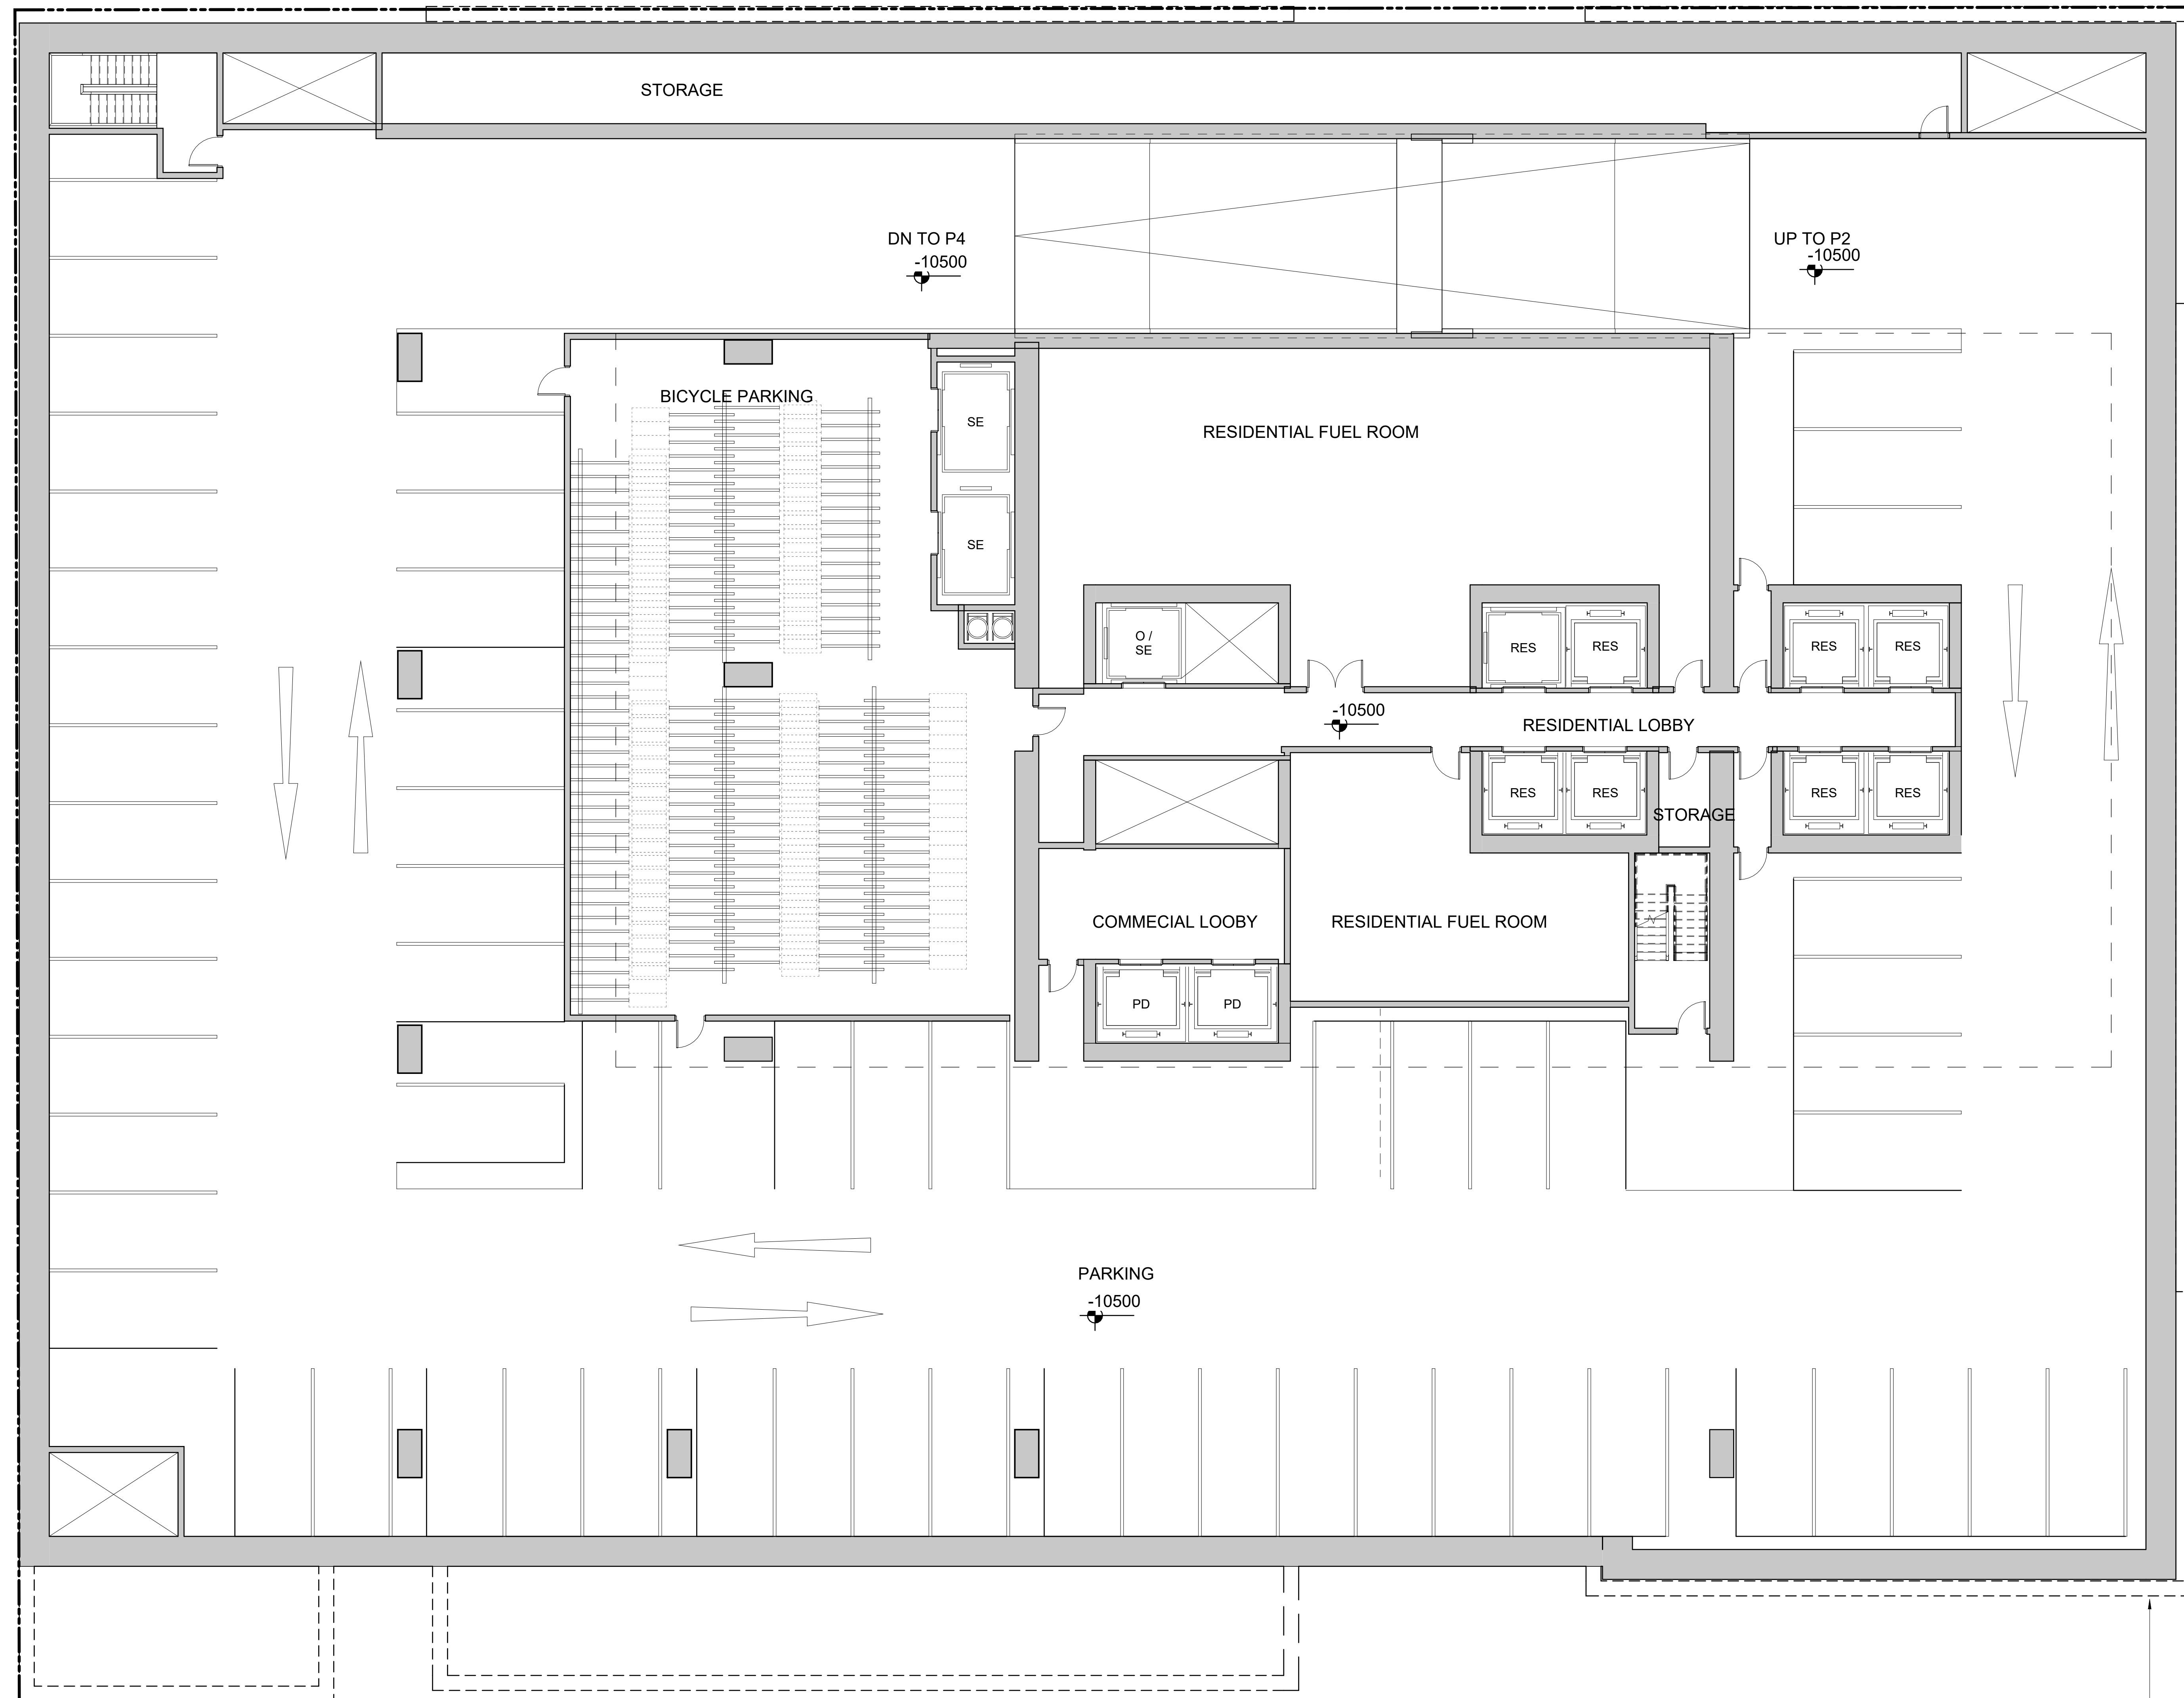 STORAGE
DN TO P4
-10500
UP TO P2
-10500
BICYCLE PARKING
SE
RESIDENTIAL FUEL ROOM
SE
O /
SE
RES
RES
RES
RES
-10500
RESIDENTIAL LOBBY
RES
RES
RES
RES
STORAGE
COMMECIAL LOOBY
RESIDENTIAL FUEL ROOM
PD
PD
PARKING
-10500